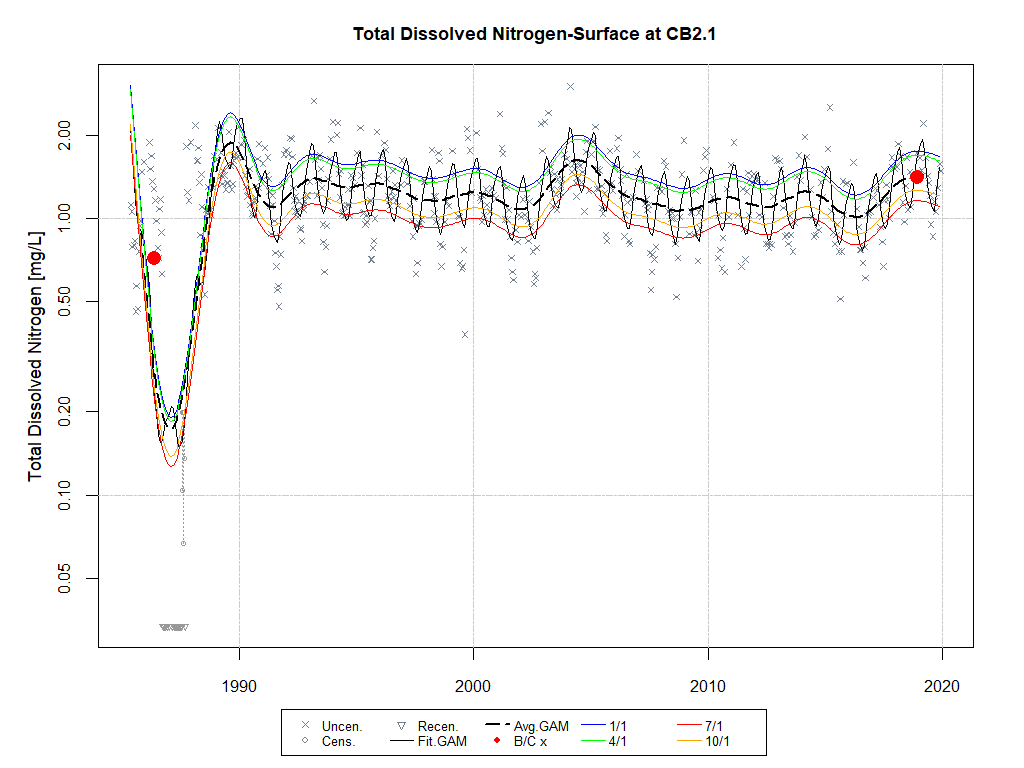 Total Dissolved Nitrogen-Surface at CB2.1
Total Dissolved Nitrogen [mg/L]
2.00
1.00
0.50
0.20
0.10
0.05
1990 2000 2010 2020
Uncen. Recen. Avg.GAM 1/1 7/1
Cens. Fit.GAM B/C x 4/1 10/1